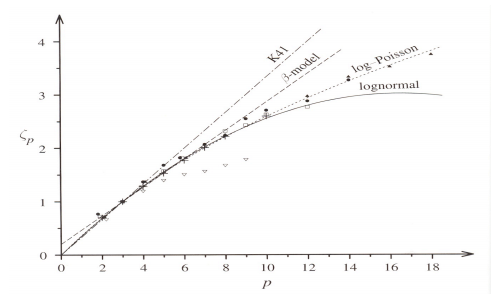 4
3
2
1
0
ζp
K41
β-model
log-Poisson
lognormal
0 2 4 6 8 10 12 14 16 18
p